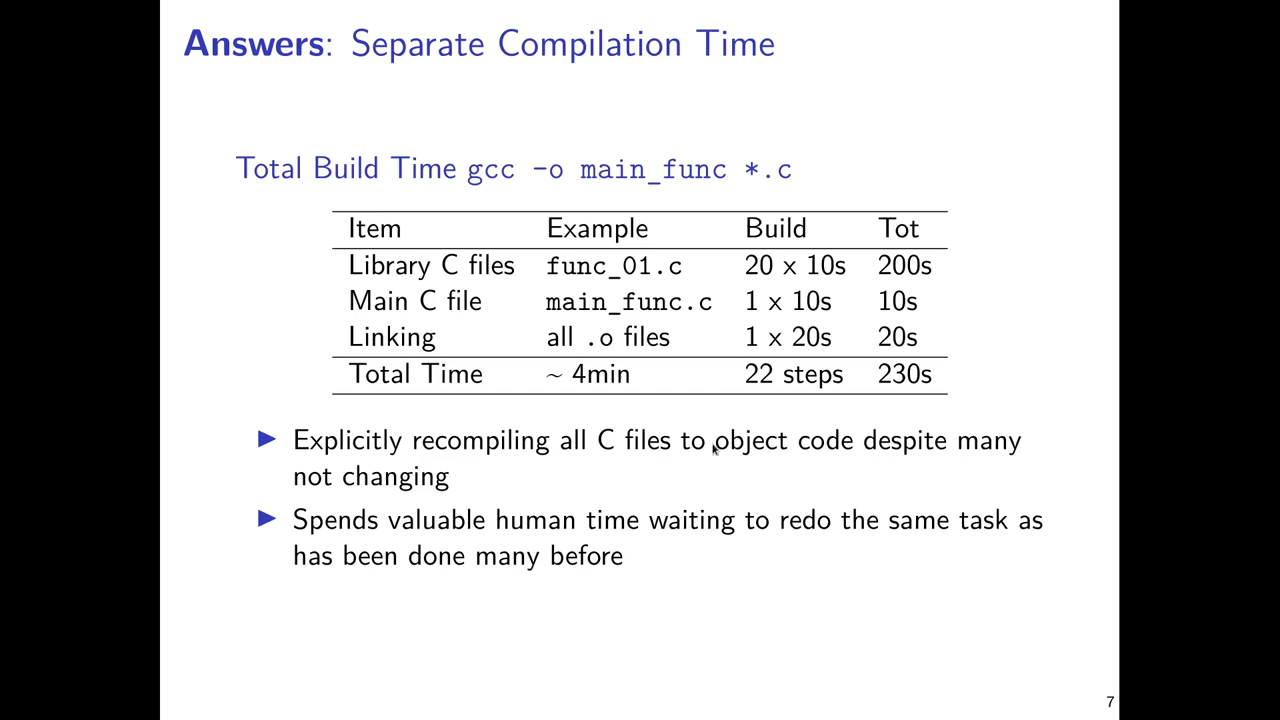 Answers: Separate Compilation Time
Total Build Time gcc -o main_func *.c
Item Example Build Tot
Library C files func_01.c 20 x 10s 200s
Main C file main_func.c 1 x 10s 10s
Linking all .o files 1 x 20s 20s
Total Time ~ 4min 22 steps 230s
▶ Explicitly recompiling all C files to object code despite many
not changing
▶ Spends valuable human time waiting to redo the same task as
has been done many before
7